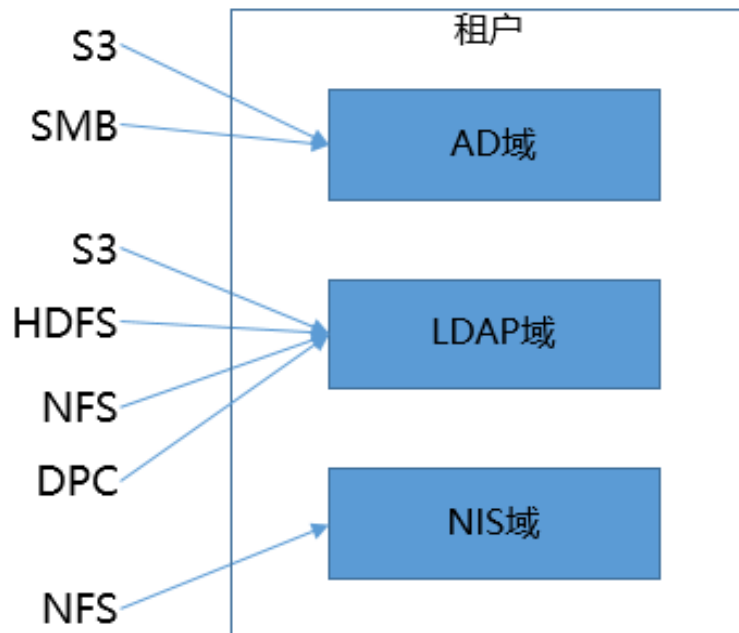 租户
S3
SMB
AD域
S3
HDFS
LDAP域
NFS
DPC
NIS域
NFS